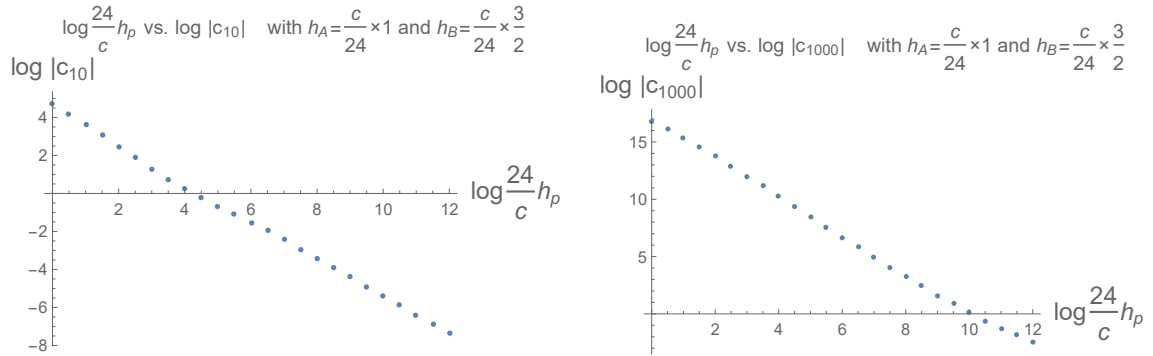 log 24/c h_p vs. log |c_10| with h_A = c/24 ×1 and h_B = c/24 × 3/2
log |c_10|
4
2
2 4 6 8 10 12
log 24/c h_p
−2
−4
−6
−8
log 24/c h_p vs. log |c_1000| with h_A = c/24 ×1 and h_B = c/24 × 3/2
log |c_1000|
15
10
5
2 4 6 8 10 12
log 24/c h_p